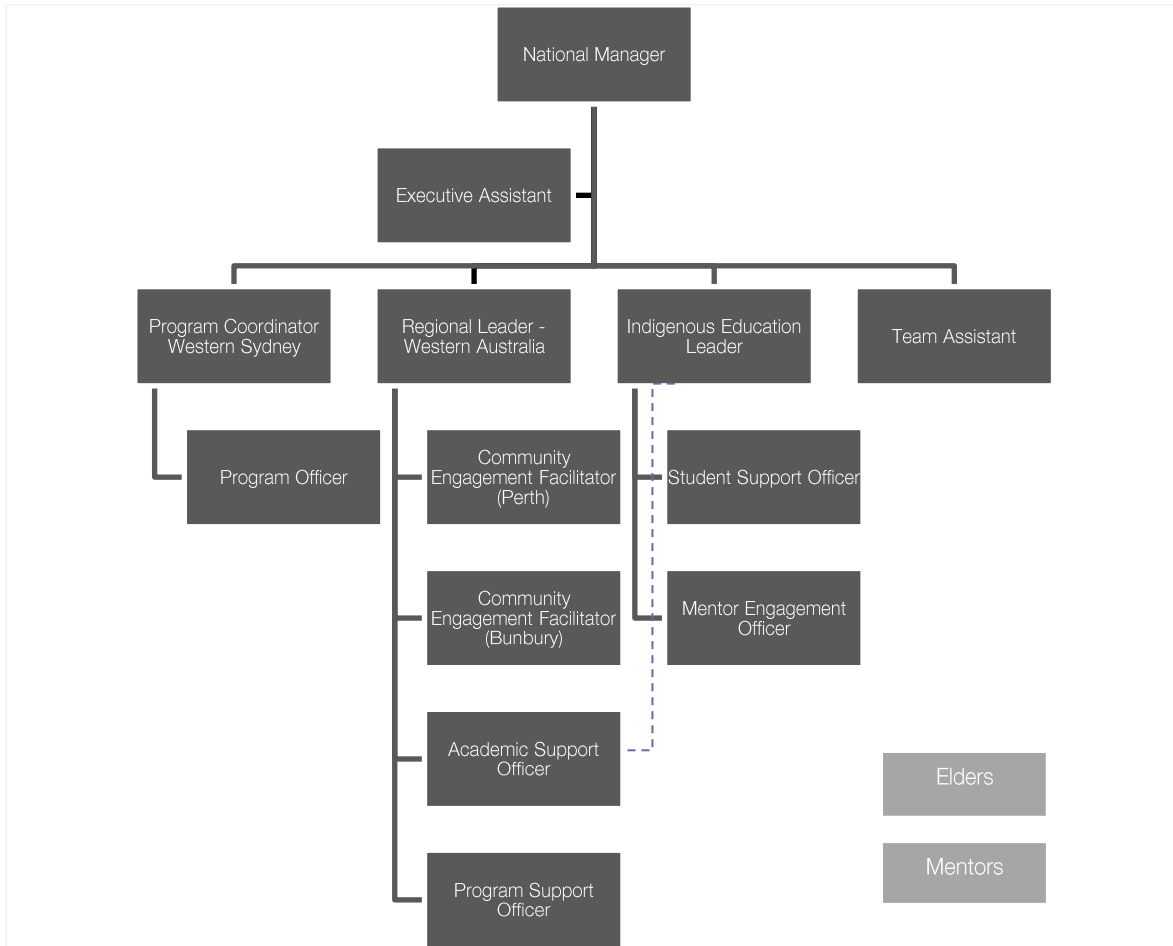 National Manager
Executive Assistant
Program Coordinator
Western Sydney
Regional Leader -
Western Australia
Indigenous Education
Leader
Team Assistant
Program Officer
Community
Engagement Facilitator
(Perth)
Student Support Officer
Community
Engagement Facilitator
(Bunbury)
Mentor Engagement
Officer
Academic Support
Officer
Elders
Mentors
Program Support
Officer